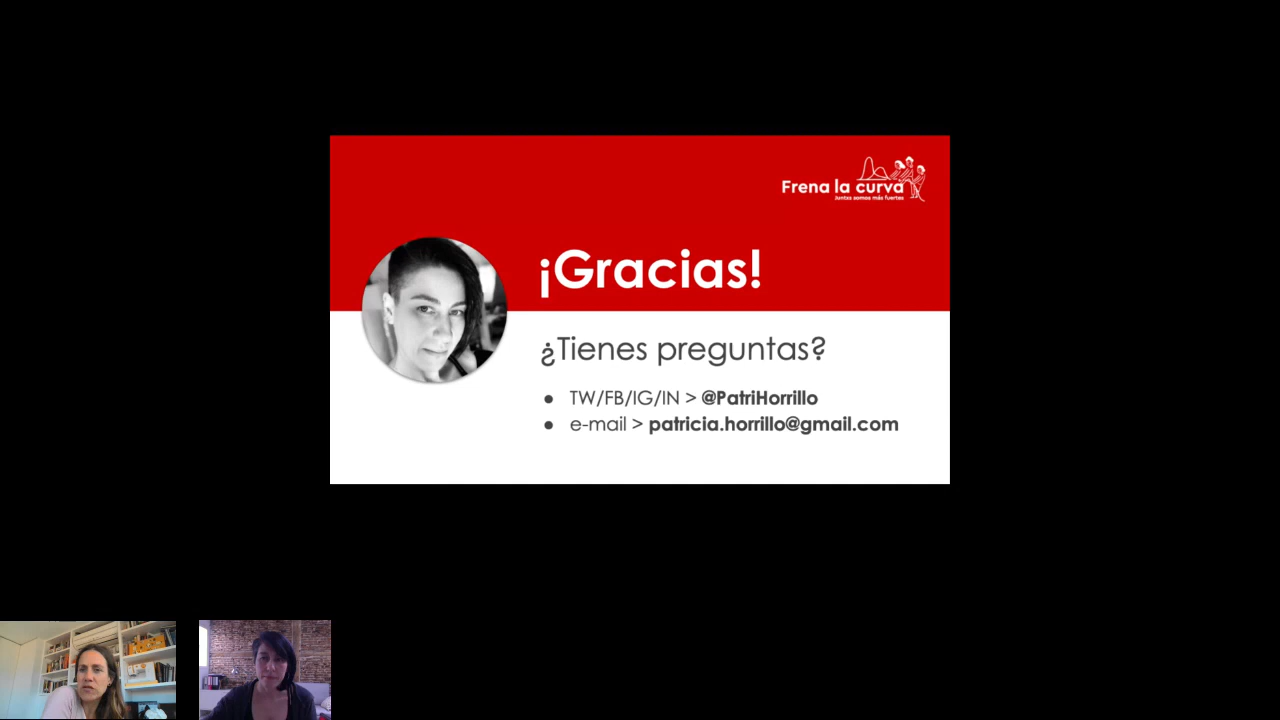 Frena la curva
Juntxs somos más fuertes
¡Gracias!
¿Tienes preguntas?
● TW/FB/IG/IN > @PatriHorrillo
● e-mail > patricia.horrillo@gmail.com